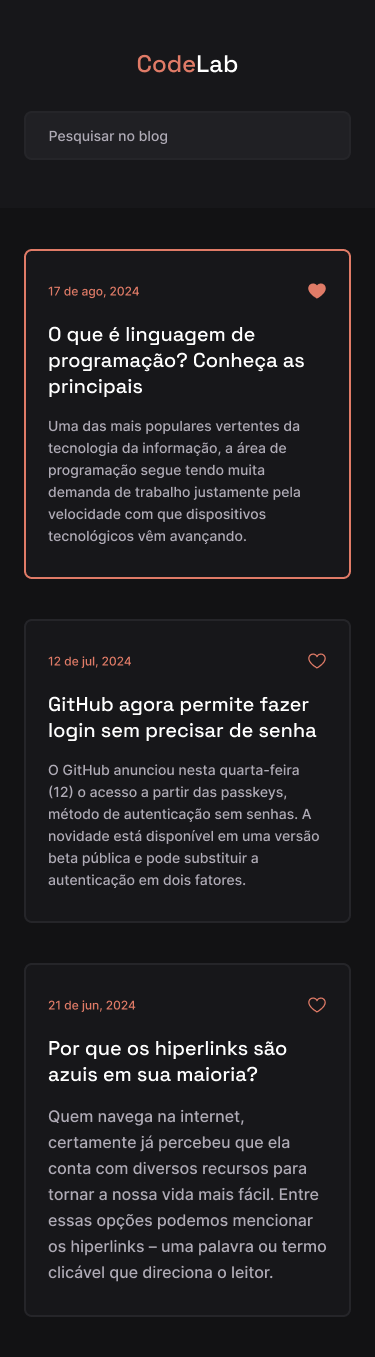 CodeLab
Pesquisar no blog
17 de ago, 2024
O que é linguagem de
programação? Conheça as
principais
Uma das mais populares vertentes da
tecnologia da informação, a área de
programação segue tendo muita
demanda de trabalho justamente pela
velocidade com que dispositivos
tecnológicos vêm avançando.
12 de jul, 2024
GitHub agora permite fazer
login sem precisar de senha
O GitHub anunciou nesta quarta-feira
(12) o acesso a partir das passkeys,
método de autenticação sem senhas. A
novidade está disponível em uma versão
beta pública e pode substituir a
autenticação em dois fatores.
21 de jun, 2024
Por que os hiperlinks são
azuis em sua maioria?
Quem navega na internet,
certamente já percebeu que ela
conta com diversos recursos para
tornar a nossa vida mais fácil. Entre
essas opções podemos mencionar
os hiperlinks – uma palavra ou termo
clicável que direciona o leitor.